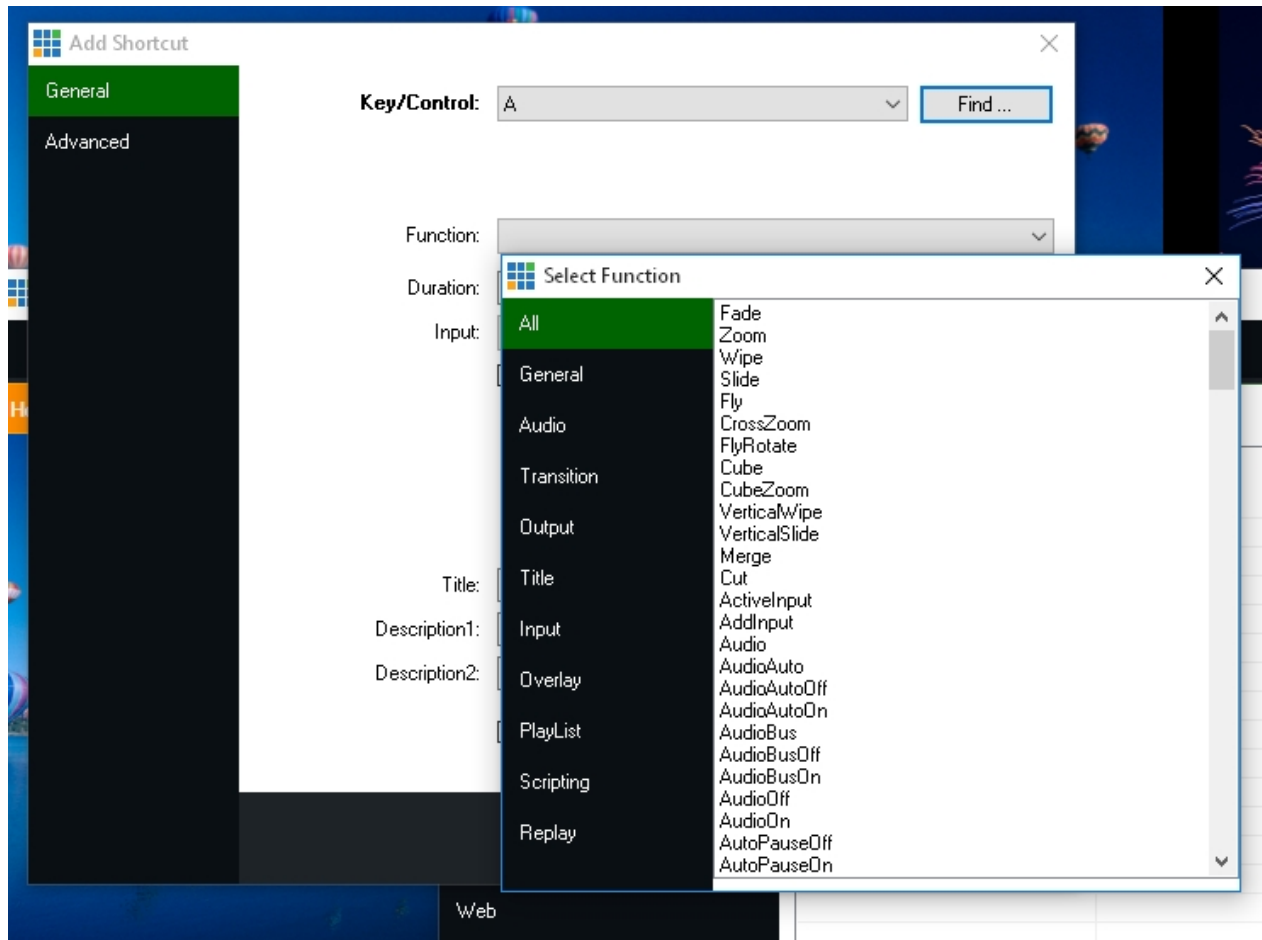 Add Shortcut
General
Advanced
Key/Control:
A
Find ...
Function:
Duration:
Input:
Title:
Description1:
Description2:
Select Function
All
General
Audio
Transition
Output
Title
Input
Overlay
PlayList
Scripting
Replay
Fade
Zoom
Wipe
Slide
Fly
CrossZoom
FlyRotate
Cube
CubeZoom
VerticalWipe
VerticalSlide
Merge
Cut
ActiveInput
AddInput
Audio
AudioAuto
AudioAutoOff
AudioAutoOn
AudioBus
AudioBusOff
AudioBusOn
AudioOff
AudioOn
AutoPauseOff
AutoPauseOn
Web